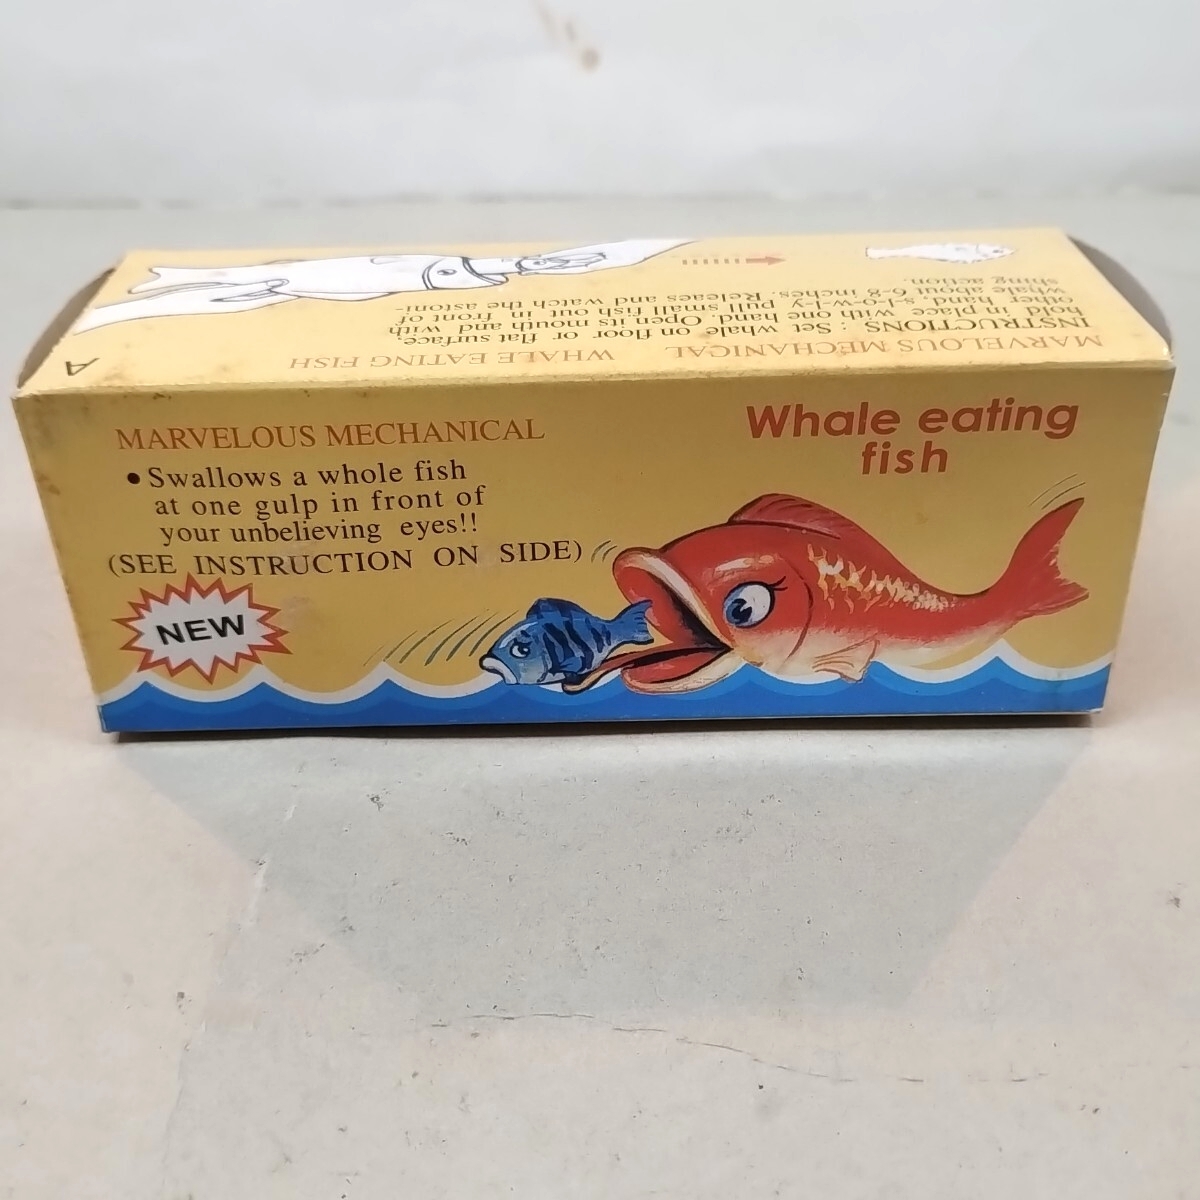 MARVELOUS MECHANICAL WHALE EATING FISH
A
INSTRUCTIONS : Set whale on floor or flat surface,
hold in place with one hand. Open its mouth and with
other hand, s-l-o-w-l-y pull small fish out in front of
whale about 6-8 inches. Releaes and watch the astoni-
shing action.
MARVELOUS MECHANICAL
• Swallows a whole fish
at one gulp in front of
your unbelieving eyes!!
(SEE INSTRUCTION ON SIDE)
NEW
Whale eating
fish